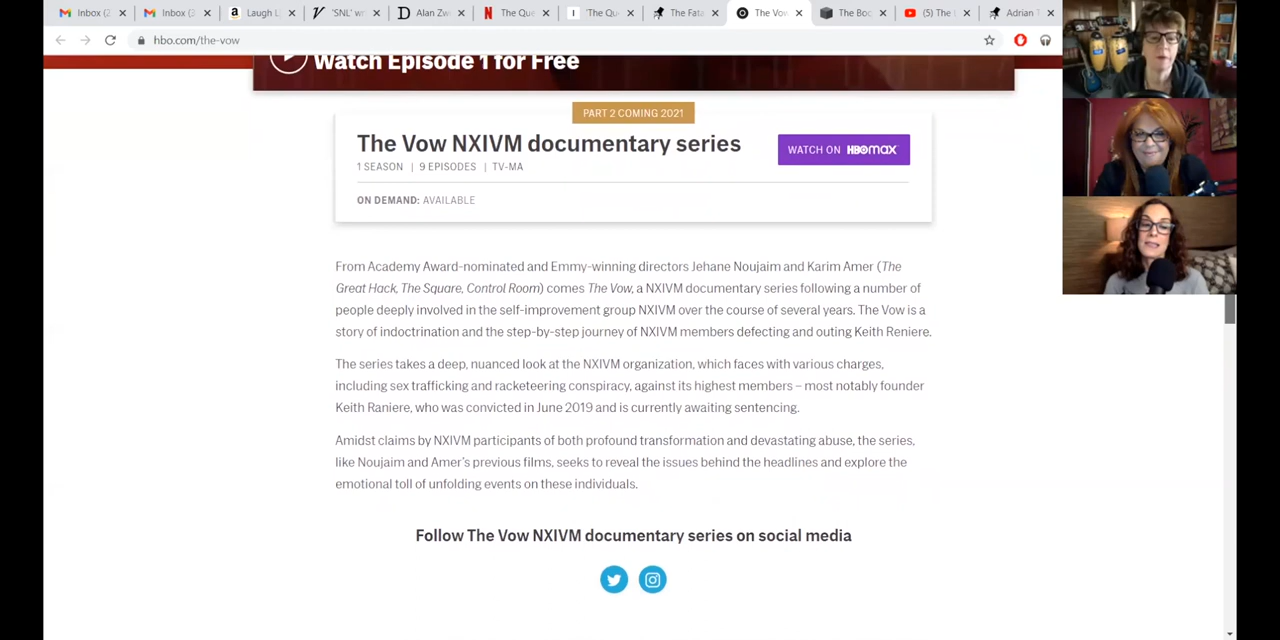 Inbox (2 Inbox (3 Laugh L 'SNL' wr Alan Zw The Que 'The Qu The Fata The Vow The Boo (5) The Adrian T
hbo.com/the-vow
Watch Episode 1 for Free
PART 2 COMING 2021
The Vow NXIVM documentary series
WATCH ON HBOMAX
1 SEASON | 9 EPISODES | TV-MA
ON DEMAND: AVAILABLE
From Academy Award-nominated and Emmy-winning directors Jehane Noujaim and Karim Amer (The
Great Hack, The Square, Control Room) comes The Vow, a NXIVM documentary series following a number of
people deeply involved in the self-improvement group NXIVM over the course of several years. The Vow is a
story of indoctrination and the step-by-step journey of NXIVM members defecting and outing Keith Reniere.
The series takes a deep, nuanced look at the NXIVM organization, which faces with various charges,
including sex trafficking and racketeering conspiracy, against its highest members – most notably founder
Keith Raniere, who was convicted in June 2019 and is currently awaiting sentencing.
Amidst claims by NXIVM participants of both profound transformation and devastating abuse, the series,
like Noujaim and Amer's previous films, seeks to reveal the issues behind the headlines and explore the
emotional toll of unfolding events on these individuals.
Follow The Vow NXIVM documentary series on social media